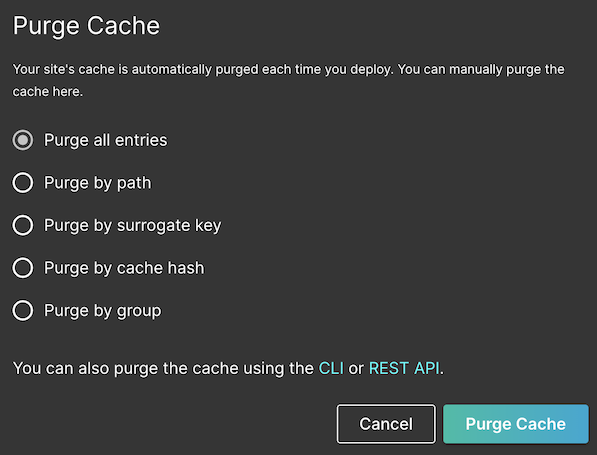 Purge Cache
Your site's cache is automatically purged each time you deploy. You can manually purge the
cache here.
Purge all entries
Purge by path
Purge by surrogate key
Purge by cache hash
Purge by group
You can also purge the cache using the CLI or REST API.
Cancel
Purge Cache